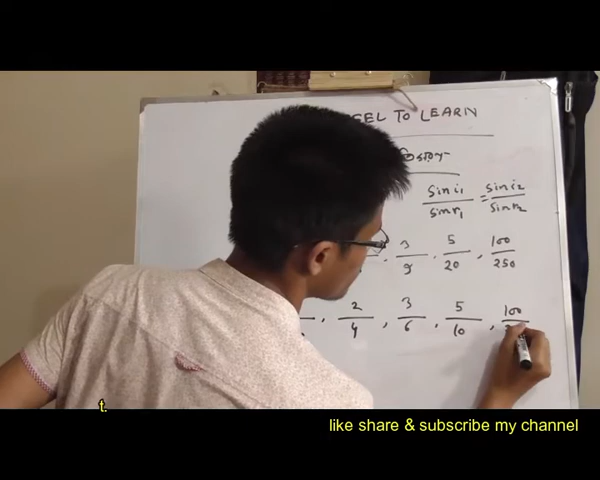 TO LEARN
sin i₁/sin r₁ = sin i₂/sin r₂
, 3/9 , 5/20 , 100/250
, 2/4 , 3/6 , 5/10 , 100/
t.
like share & subscribe my channel